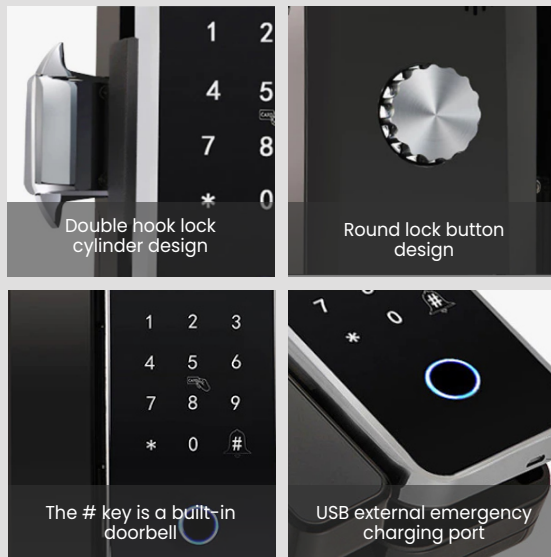 1 2
4 5
CARD
7 8
* 0
Double hook lock
cylinder design
Round lock button
design
1 2 3
4 5 6
CARD
7 8 9
* 0 #
The # key is a built-in
doorbell
7
* 0 #
USB external emergency
charging port